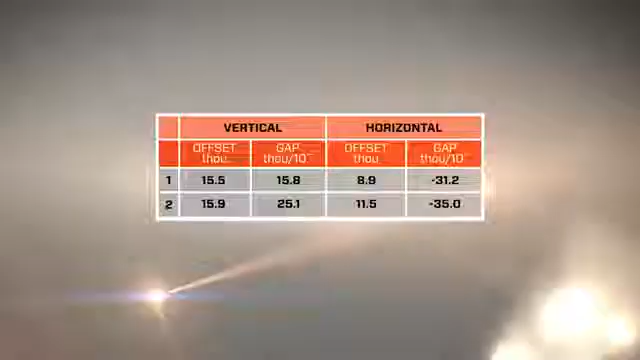 VERTICAL HORIZONTAL
OFFSET thou GAP thou/10" OFFSET thou GAP thou/10"
1 15.5 15.8 8.9 -31.2
2 15.9 25.1 11.5 -35.0